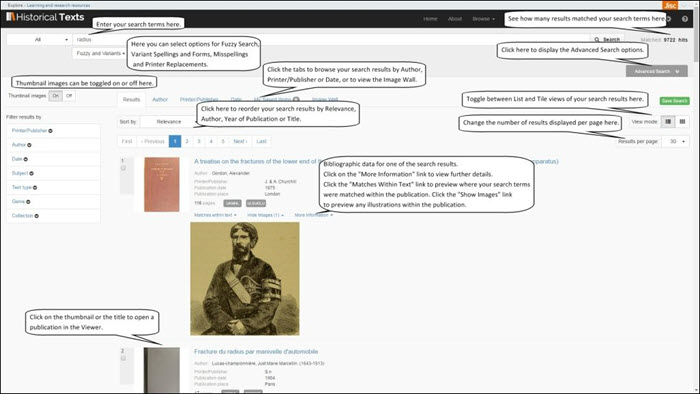 Explore - Learning and research resources
Jisc
Historical Texts
Enter your search terms here.
Home About Browse
See how many results matched your search terms here
All
radius
Search
Matched 9722 hits
Fuzzy and Variants
Here you can select options for Fuzzy Search,
Variant Spellings and Forms, Misspellings
and Printer Replacements.
Click here to display the Advanced Search options.
Advanced Search
Thumbnail images can be toggled on or off here.
Click the tabs to browse your search results by Author,
Printer/Publisher or Date, or to view the Image Wall.
Thumbnail images: On Off
Results Author Printer/Publisher Date
Toggle between List and Tile views of your search results here.
Save Search
Click here to reorder your search results by Relevance,
Author, Year of Publication or Title.
Filter results by
Sort by: Relevance
View mode
Change the number of results displayed per page here.
Printer/Publisher
Author
Date
Subject
Text type
Genre
Collection
First ‹ Previous 1 2 3 4 5 Next › Last
Results per page: 30
1
A treatise on the fractures of the lower end of
apparatus)
Author: Gordon, Alexander
Printer/Publisher J. & A. Churchill
Publication date 1875
Publication place London
116 pages
Matches within text Hide Images (1) More Information
Bibliographic data for one of the search results.
Click on the "More Information" link to view further details.
Click the "Matches Within Text" link to preview where your search terms
were matched within the publication. Click the "Show Images" link
to preview any illustrations within the publication.
Click on the thumbnail or the title to open a
publication in the Viewer.
2
Fracture du radius par manivelle d'automobile
Author: Lucas-championnière, Just Marie Marcellin, (1843-1913)
Printer/Publisher S.n
Publication date 1904
Publication place Paris